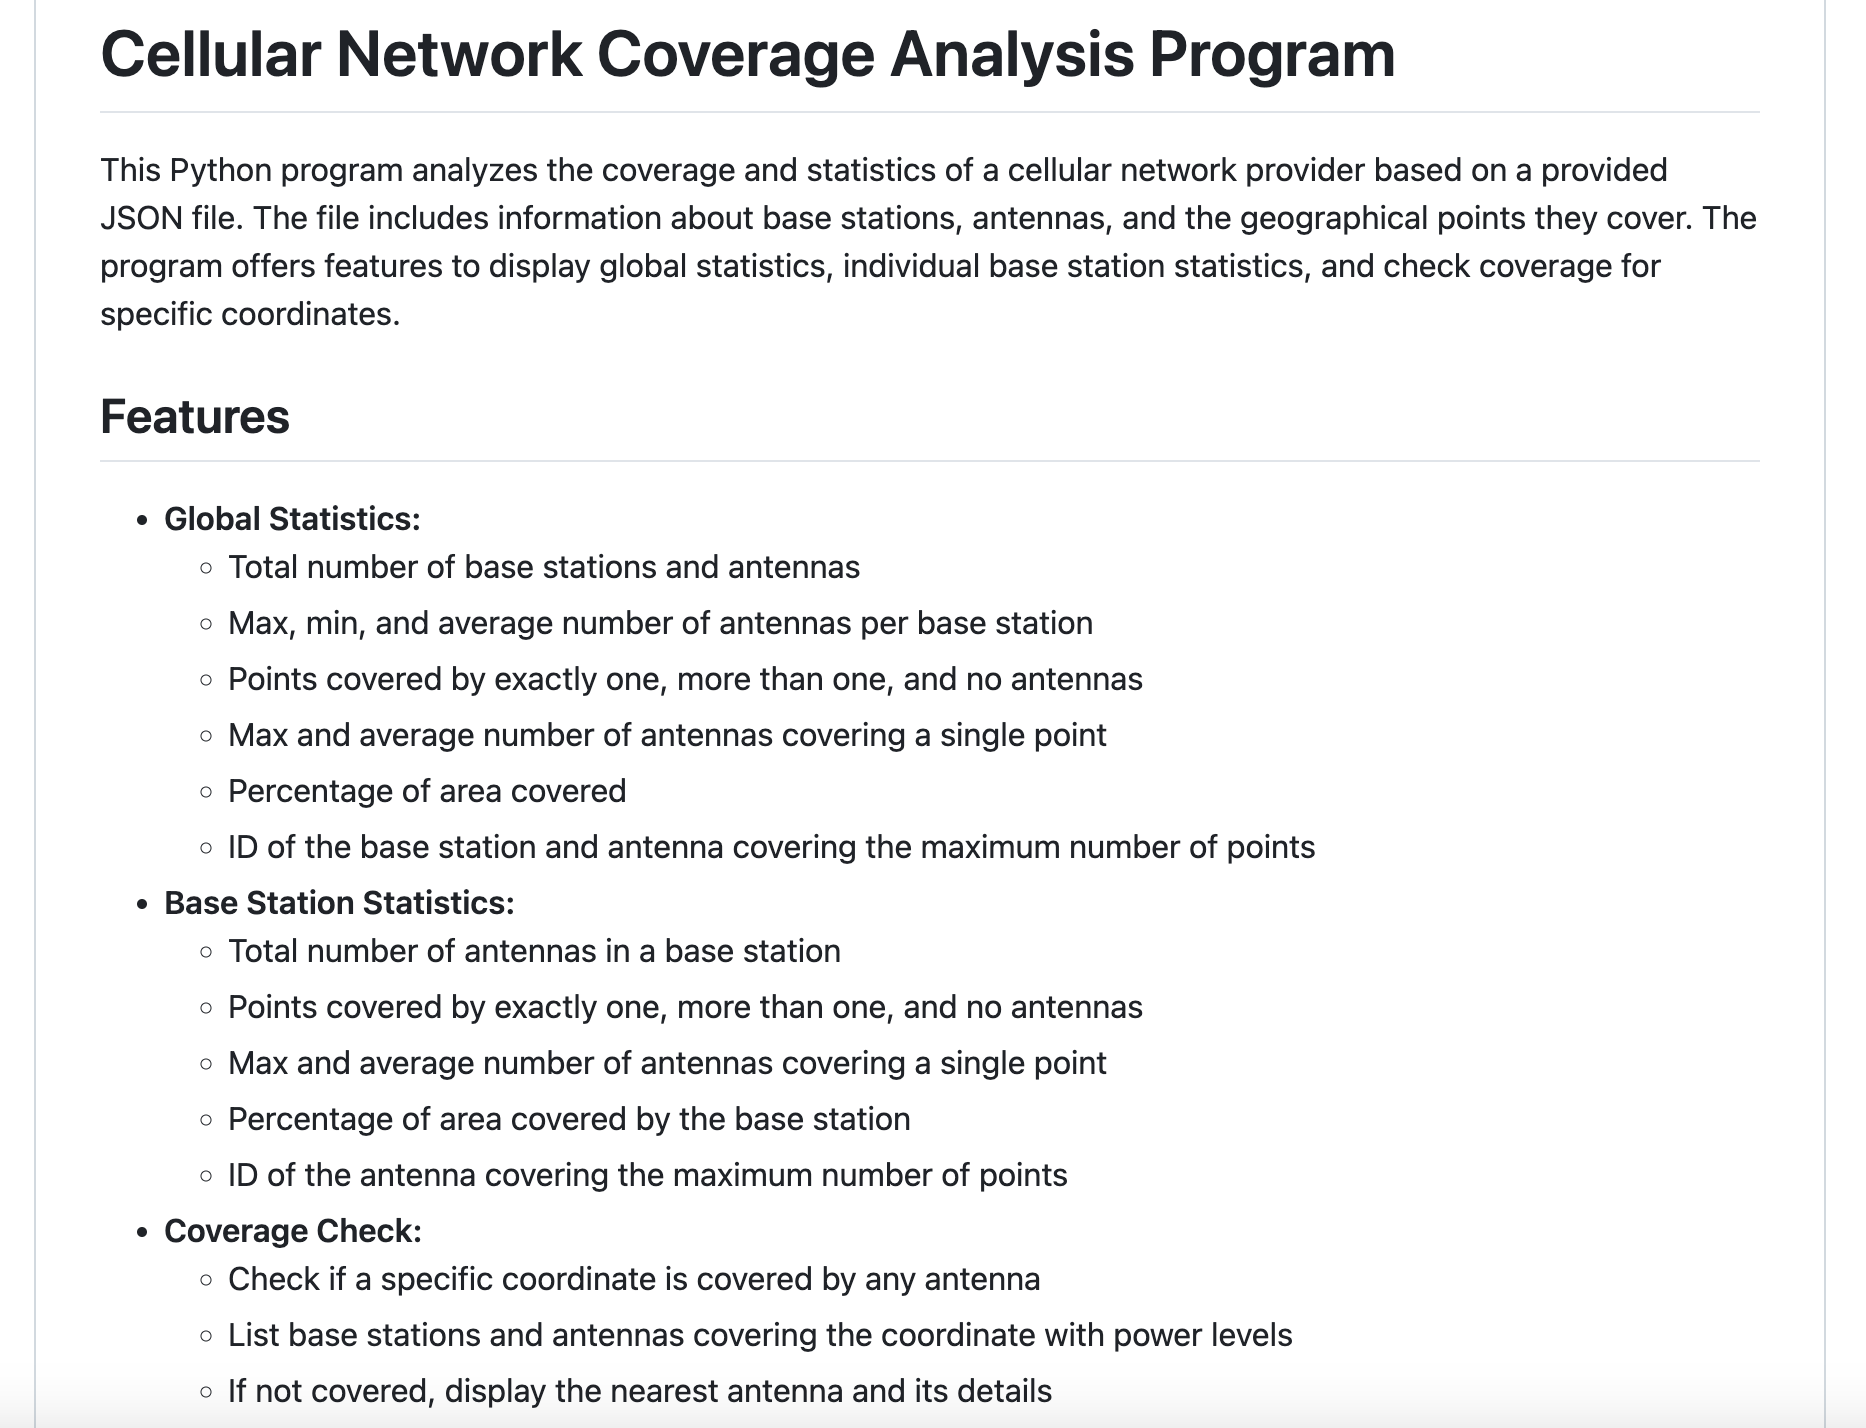 Cellular Network Coverage Analysis Program
This Python program analyzes the coverage and statistics of a cellular network provider based on a provided
JSON file. The file includes information about base stations, antennas, and the geographical points they cover. The
program offers features to display global statistics, individual base station statistics, and check coverage for
specific coordinates.
Features
• Global Statistics:
◦ Total number of base stations and antennas
◦ Max, min, and average number of antennas per base station
◦ Points covered by exactly one, more than one, and no antennas
◦ Max and average number of antennas covering a single point
◦ Percentage of area covered
◦ ID of the base station and antenna covering the maximum number of points
• Base Station Statistics:
◦ Total number of antennas in a base station
◦ Points covered by exactly one, more than one, and no antennas
◦ Max and average number of antennas covering a single point
◦ Percentage of area covered by the base station
◦ ID of the antenna covering the maximum number of points
• Coverage Check:
◦ Check if a specific coordinate is covered by any antenna
◦ List base stations and antennas covering the coordinate with power levels
◦ If not covered, display the nearest antenna and its details